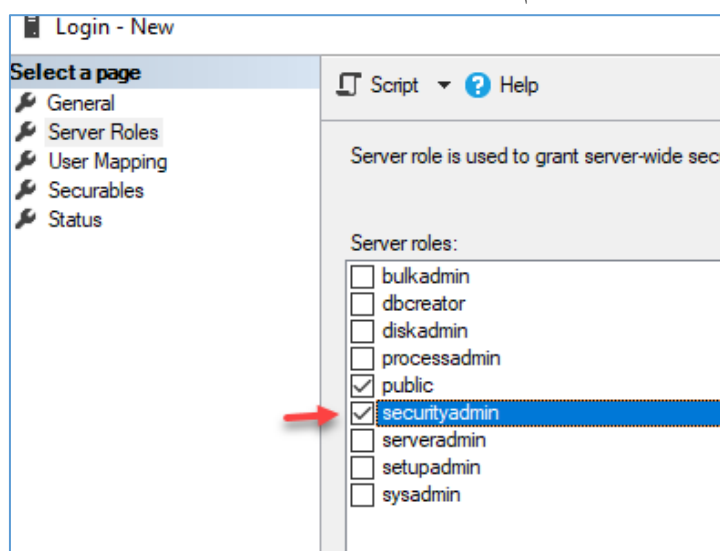 Login - New
Select a page
General
Server Roles
User Mapping
Securables
Status
Script
Help
Server role is used to grant server-wide sec
Server roles:
bulkadmin
dbcreator
diskadmin
processadmin
public
securityadmin
serveradmin
setupadmin
sysadmin